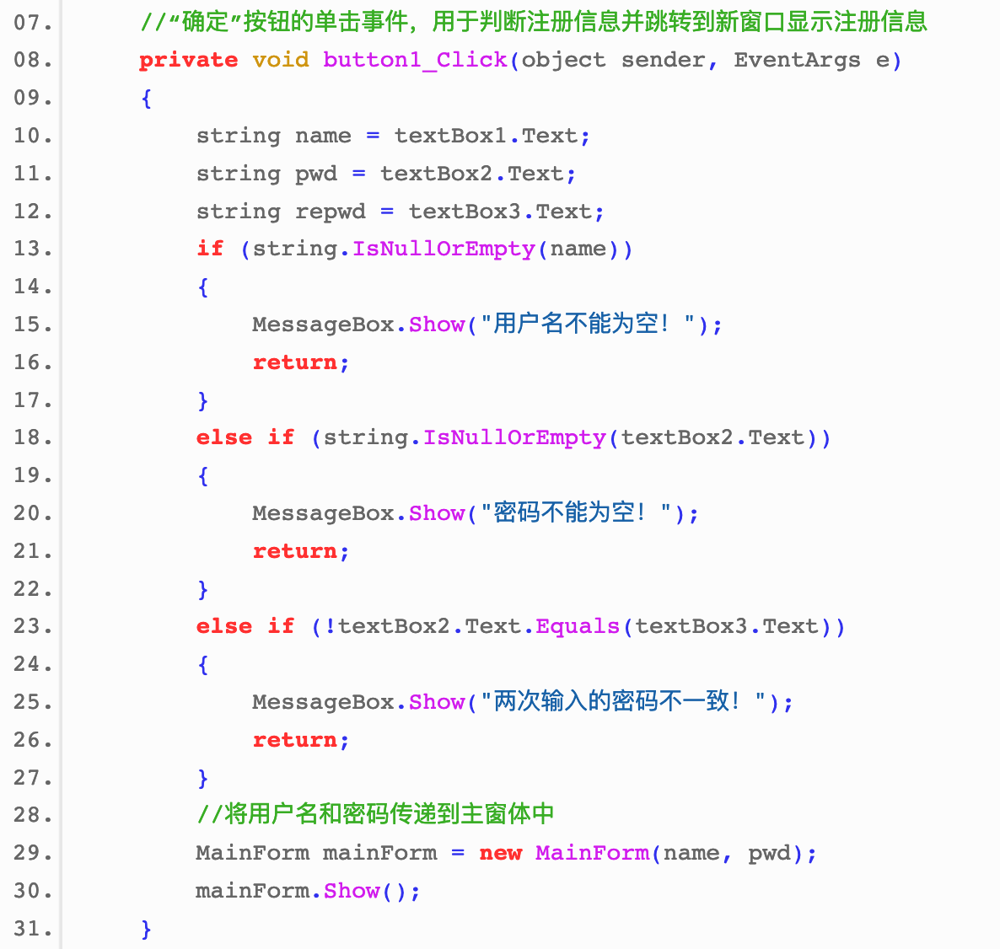 07. //“确定”按钮的单击事件，用于判断注册信息并跳转到新窗口显示注册信息
08. private void button1_Click(object sender, EventArgs e)
09. {
10. string name = textBox1.Text;
11. string pwd = textBox2.Text;
12. string repwd = textBox3.Text;
13. if (string.IsNullOrEmpty(name))
14. {
15. MessageBox.Show("用户名不能为空！");
16. return;
17. }
18. else if (string.IsNullOrEmpty(textBox2.Text))
19. {
20. MessageBox.Show("密码不能为空！");
21. return;
22. }
23. else if (!textBox2.Text.Equals(textBox3.Text))
24. {
25. MessageBox.Show("两次输入的密码不一致！");
26. return;
27. }
28. //将用户名和密码传递到主窗体中
29. MainForm mainForm = new MainForm(name, pwd);
30. mainForm.Show();
31. }